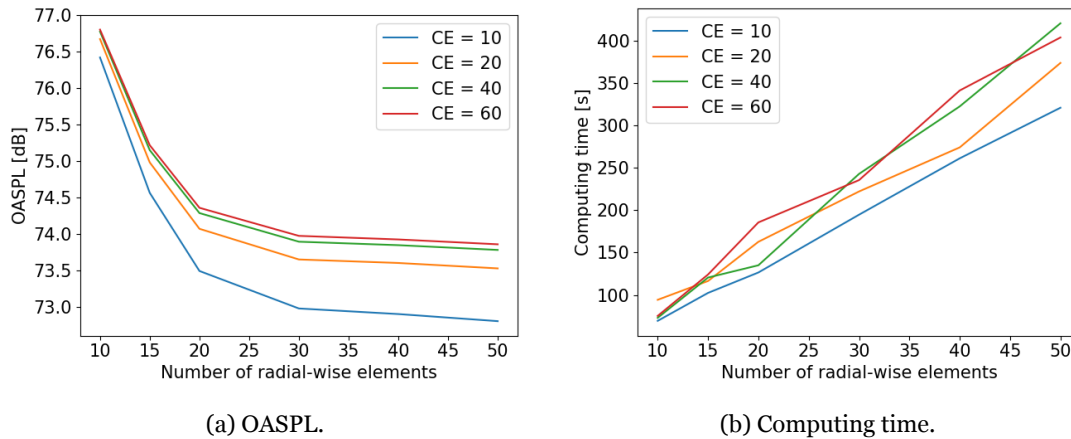 77.0
76.5
76.0
75.5
75.0
74.5
74.0
73.5
73.0
OASPL [dB]
CE = 10
CE = 20
CE = 40
CE = 60
10 15 20 25 30 35 40 45 50
Number of radial-wise elements
(a) OASPL.
400
350
300
250
200
150
100
Computing time [s]
CE = 10
CE = 20
CE = 40
CE = 60
10 15 20 25 30 35 40 45 50
Number of radial-wise elements
(b) Computing time.